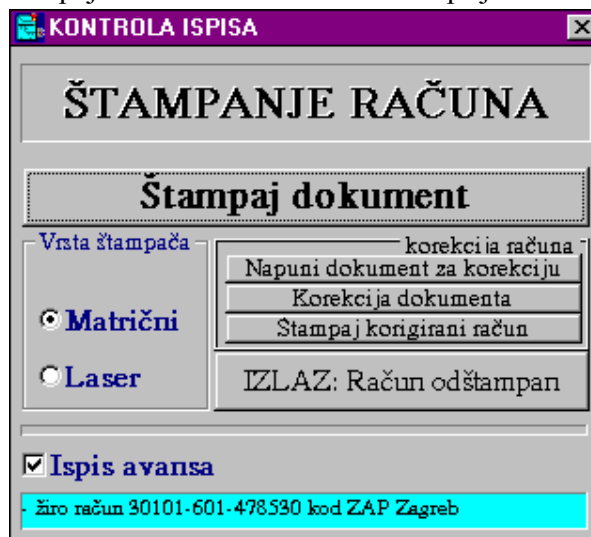 KONTROLA ISPISA
ŠTAMPANJE RAČUNA
Štampaj dokument
Vrsta štampača
Matrični
Laser
korekcija računa
Napuni dokument za korekciju
Korekcija dokumenta
Štampaj korigirani račun
IZLAZ: Račun odštampan
Ispis avansa
- žiro račun 30101-601-478530 kod ZAP Zagreb